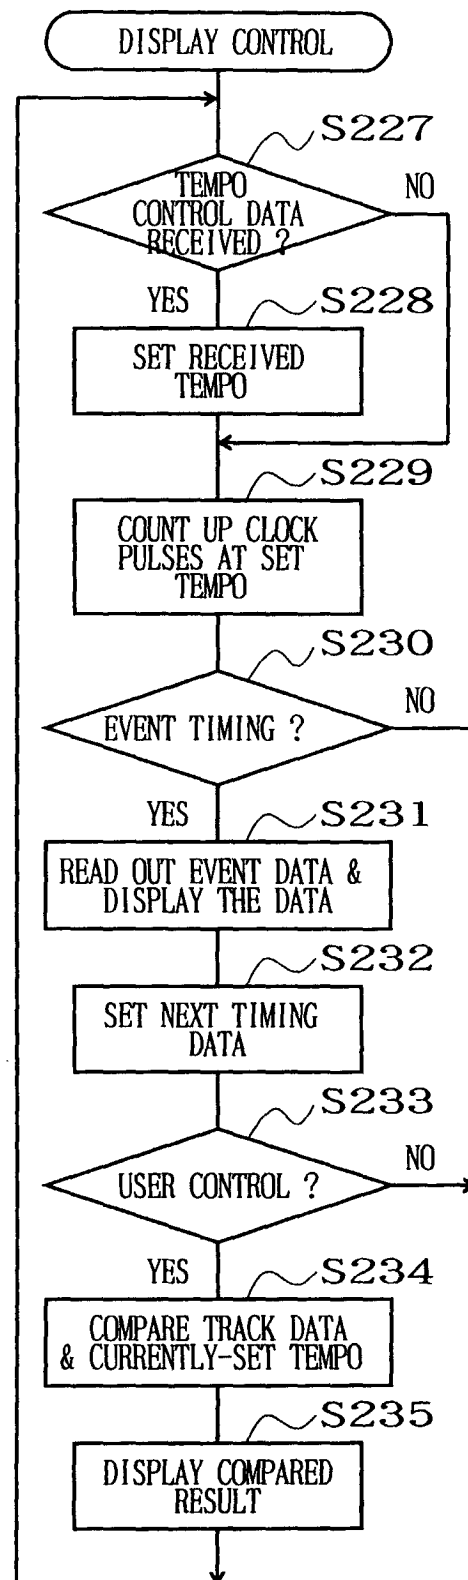 DISPLAY CONTROL
S227
TEMPO
CONTROL DATA
RECEIVED ?
NO
YES
S228
SET RECEIVED
TEMPO
S229
COUNT UP CLOCK
PULSES AT SET
TEMPO
S230
EVENT TIMING ?
NO
YES
S231
READ OUT EVENT DATA &
DISPLAY THE DATA
S232
SET NEXT TIMING
DATA
S233
USER CONTROL ?
NO
YES
S234
COMPARE TRACK DATA
& CURRENTLY-SET TEMPO
S235
DISPLAY COMPARED
RESULT